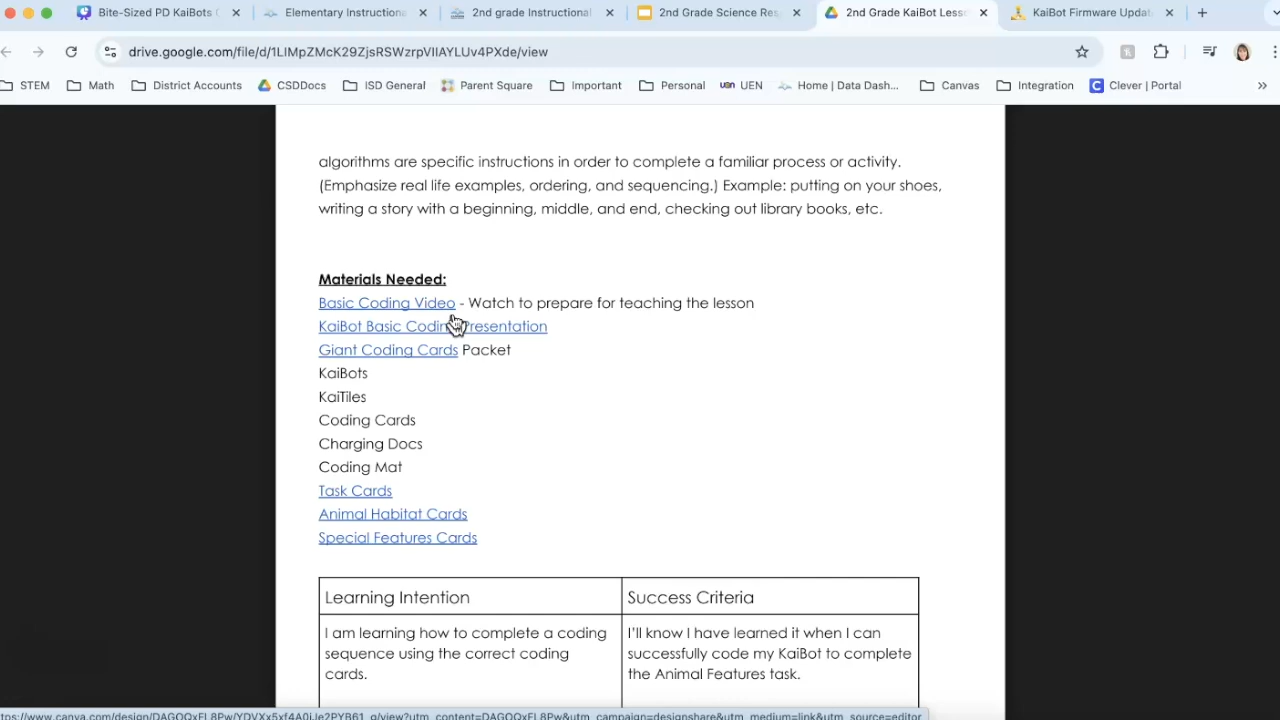 Bite-Sized PD KaiBots
Elementary Instructiona
2nd grade Instructional
2nd Grade Science Res
2nd Grade KaiBot Less
KaiBot Firmware Updat
drive.google.com/file/d/1LIMpZMcK29ZjsRSWzrpVIIAYLUv4PXde/view
STEM
Math
District Accounts
CSDDocs
ISD General
Parent Square
Important
Personal
uen UEN
Home | Data Dash...
Canvas
Integration
C Clever | Portal
algorithms are specific instructions in order to complete a familiar process or activity.
(Emphasize real life examples, ordering, and sequencing.) Example: putting on your shoes,
writing a story with a beginning, middle, and end, checking out library books, etc.
Materials Needed:
Basic Coding Video - Watch to prepare for teaching the lesson
KaiBot Basic Coding Presentation
Giant Coding Cards Packet
KaiBots
KaiTiles
Coding Cards
Charging Docs
Coding Mat
Task Cards
Animal Habitat Cards
Special Features Cards
Learning Intention
Success Criteria
I am learning how to complete a coding
sequence using the correct coding
cards.
I'll know I have learned it when I can
successfully code my KaiBot to complete
the Animal Features task.